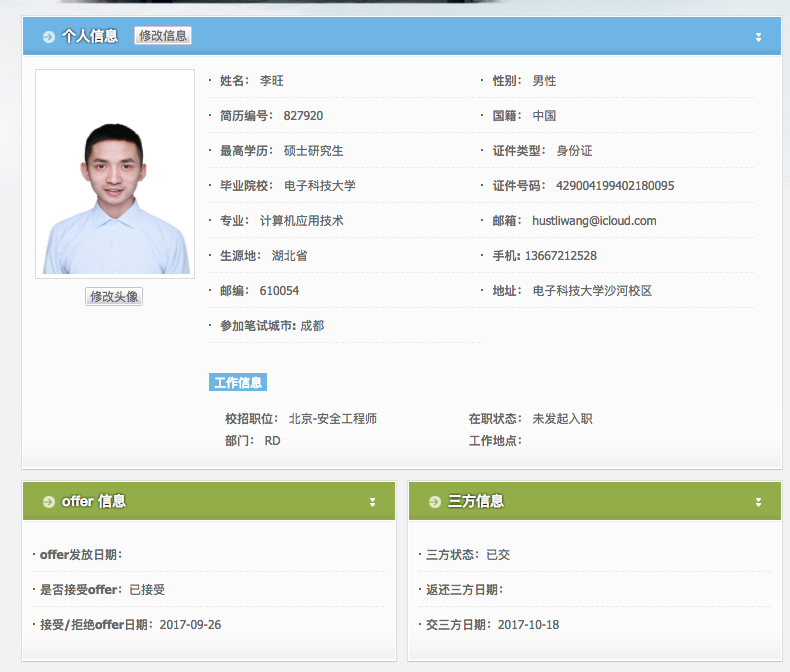 个人信息 修改信息
姓名： 李旺 性别： 男性
简历编号： 827920 国籍： 中国
最高学历： 硕士研究生 证件类型： 身份证
毕业院校： 电子科技大学 证件号码： 429004199402180095
专业： 计算机应用技术 邮箱： hustliwang@icloud.com
生源地： 湖北省 手机: 13667212528
邮编： 610054 地址： 电子科技大学沙河校区
修改头像
参加笔试城市: 成都
工作信息
校招职位： 北京-安全工程师 在职状态： 未发起入职
部门： RD 工作地点：
offer 信息 三方信息
offer发放日期： 三方状态：已交
是否接受offer：已接受 返还三方日期：
接受/拒绝offer日期：2017-09-26 交三方日期：2017-10-18